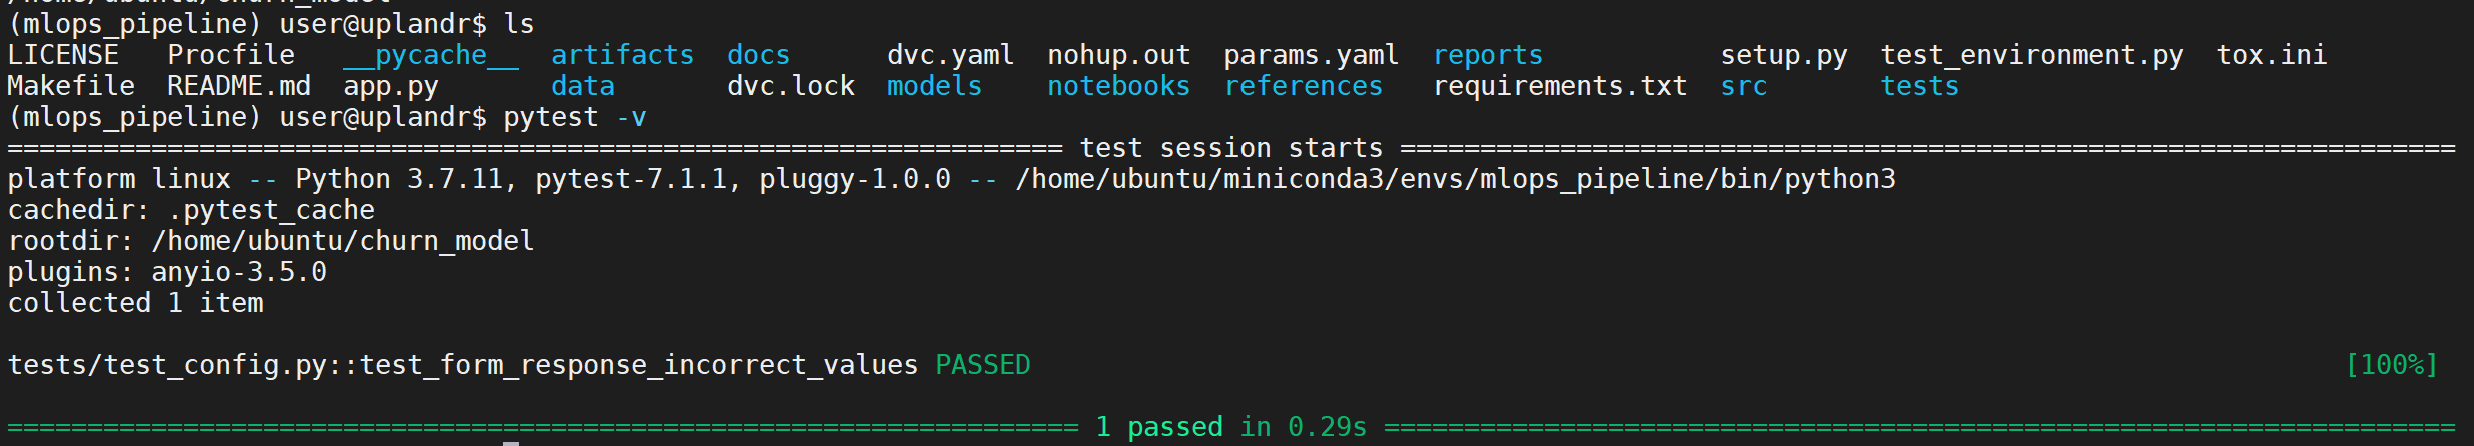 /home/ubuntu/churn_model
(mlops_pipeline) user@uplandr$ ls
LICENSE   Procfile   __pycache__  artifacts  docs      dvc.yaml  nohup.out  params.yaml  reports           setup.py  test_environment.py  tox.ini
Makefile  README.md  app.py       data       dvc.lock  models    notebooks  references   requirements.txt  src       tests
(mlops_pipeline) user@uplandr$ pytest -v
================================================================== test session starts ==================================================================
platform linux -- Python 3.7.11, pytest-7.1.1, pluggy-1.0.0 -- /home/ubuntu/miniconda3/envs/mlops_pipeline/bin/python3
cachedir: .pytest_cache
rootdir: /home/ubuntu/churn_model
plugins: anyio-3.5.0
collected 1 item
tests/test_config.py::test_form_response_incorrect_values PASSED [100%]
=================================================================== 1 passed in 0.29s ===================================================================